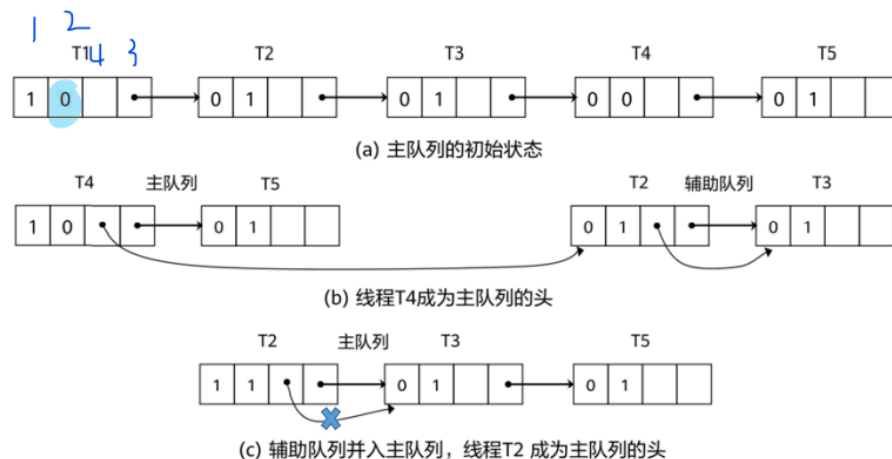 1 2
4 3
T1 T2 T3 T4 T5
1 0 0 1 0 1 0 0 0 1
(a) 主队列的初始状态
T4 主队列 T5 T2 辅助队列 T3
1 0 0 1 0 1 0 1
(b) 线程T4成为主队列的头
T2 主队列 T3 T5
1 1 0 1 0 1
(c) 辅助队列并入主队列，线程T2 成为主队列的头